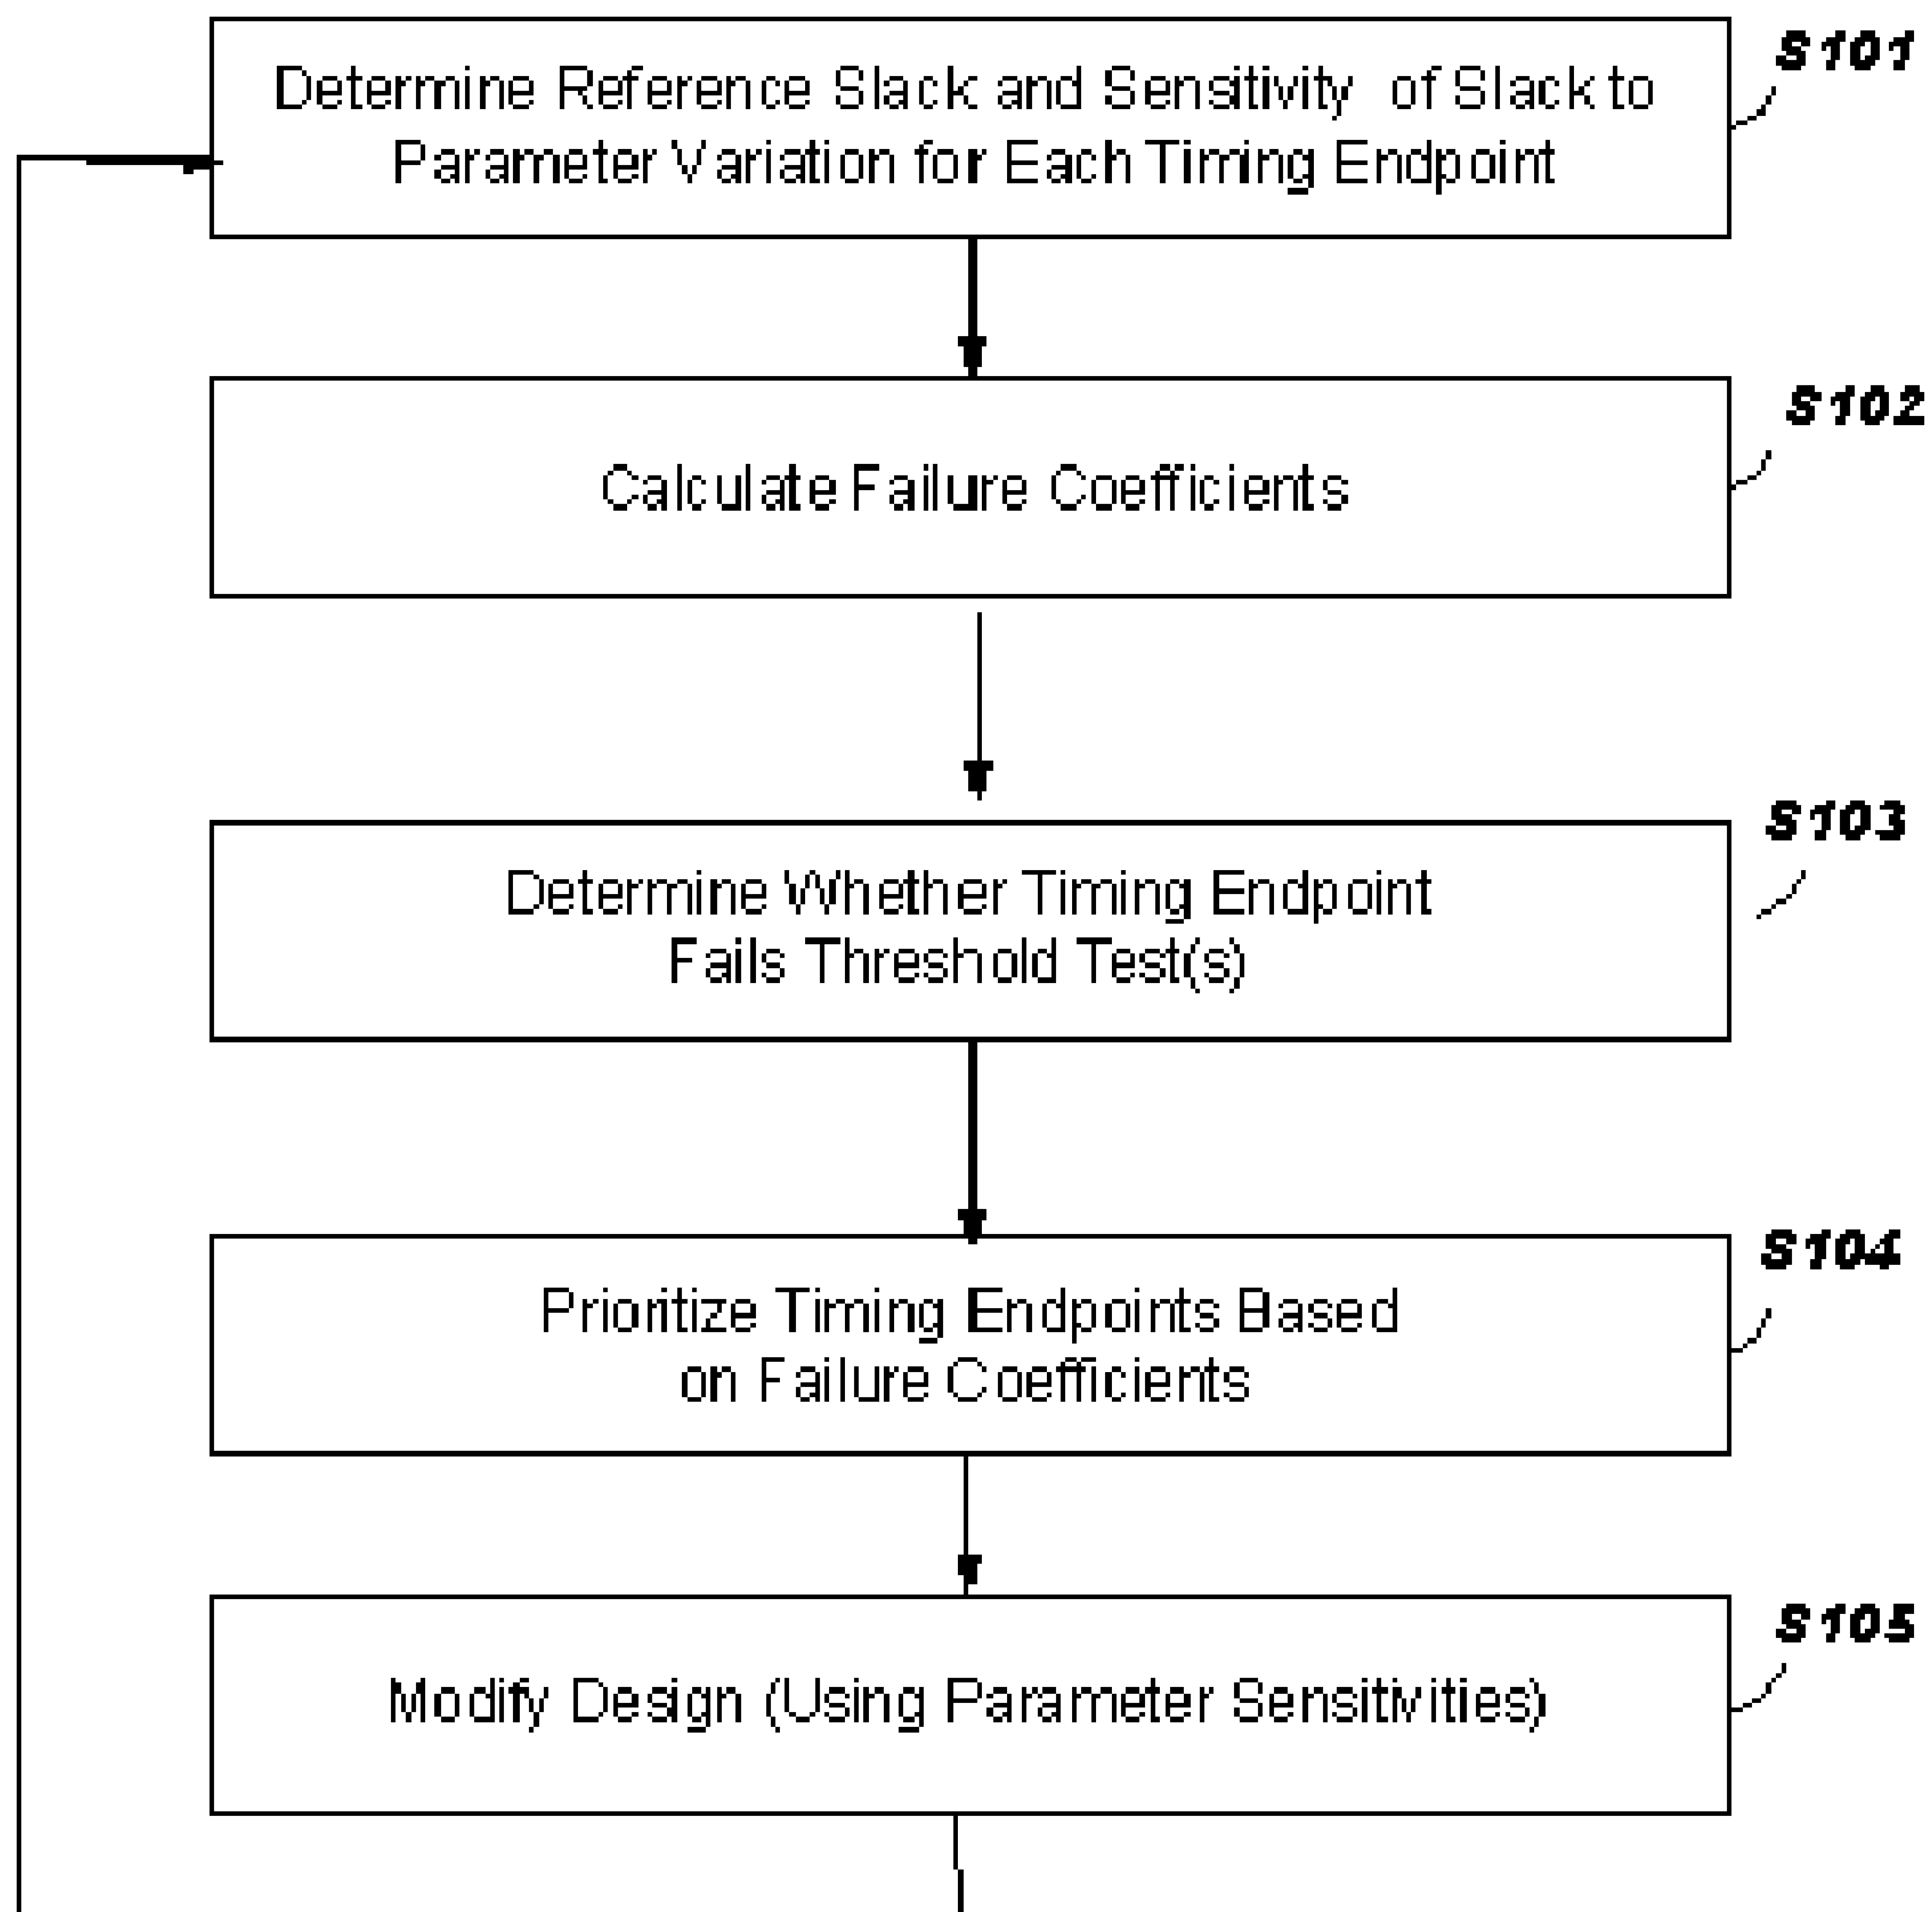 S101
Determine Reference Slack and Sensitivity of Slack to
Parameter Variation for Each Timing Endpoint
S102
Calculate Failure Coefficients
S103
Determine Whether Timing Endpoint
Fails Threshold Test(s)
S104
Prioritize Timing Endpoints Based
on Failure Coefficients
S105
Modify Design (Using Parameter Sensitivities)